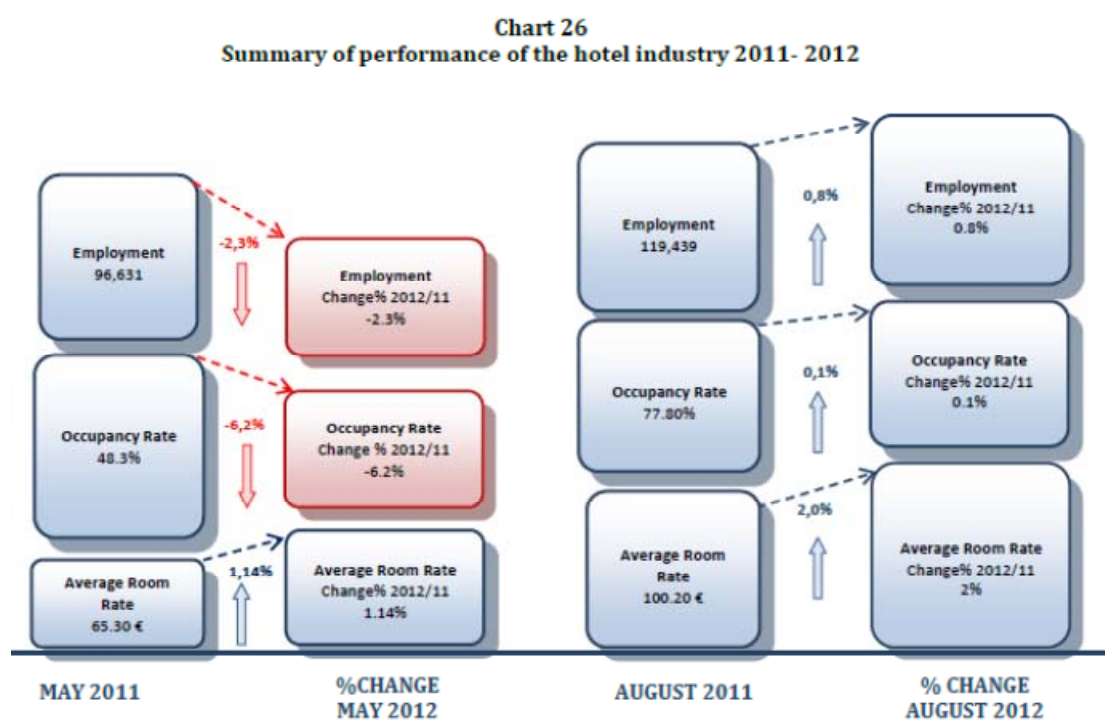 Chart 26
Summary of performance of the hotel industry 2011- 2012
Employment
96,631
-2,3%
Employment
Change% 2012/11
-2.3%
Occupancy Rate
48.3%
-6,2%
Occupancy Rate
Change % 2012/11
-6.2%
Average Room
Rate
65.30 €
1,14%
Average Room Rate
Change% 2012/11
1.14%
MAY 2011
%CHANGE
MAY 2012
Employment
119,439
0,8%
Employment
Change% 2012/11
0.8%
Occupancy Rate
77.80%
0,1%
Occupancy Rate
Change% 2012/11
0.1%
Average Room
Rate
100.20 €
2,0%
Average Room Rate
Change% 2012/11
2%
AUGUST 2011
% CHANGE
AUGUST 2012